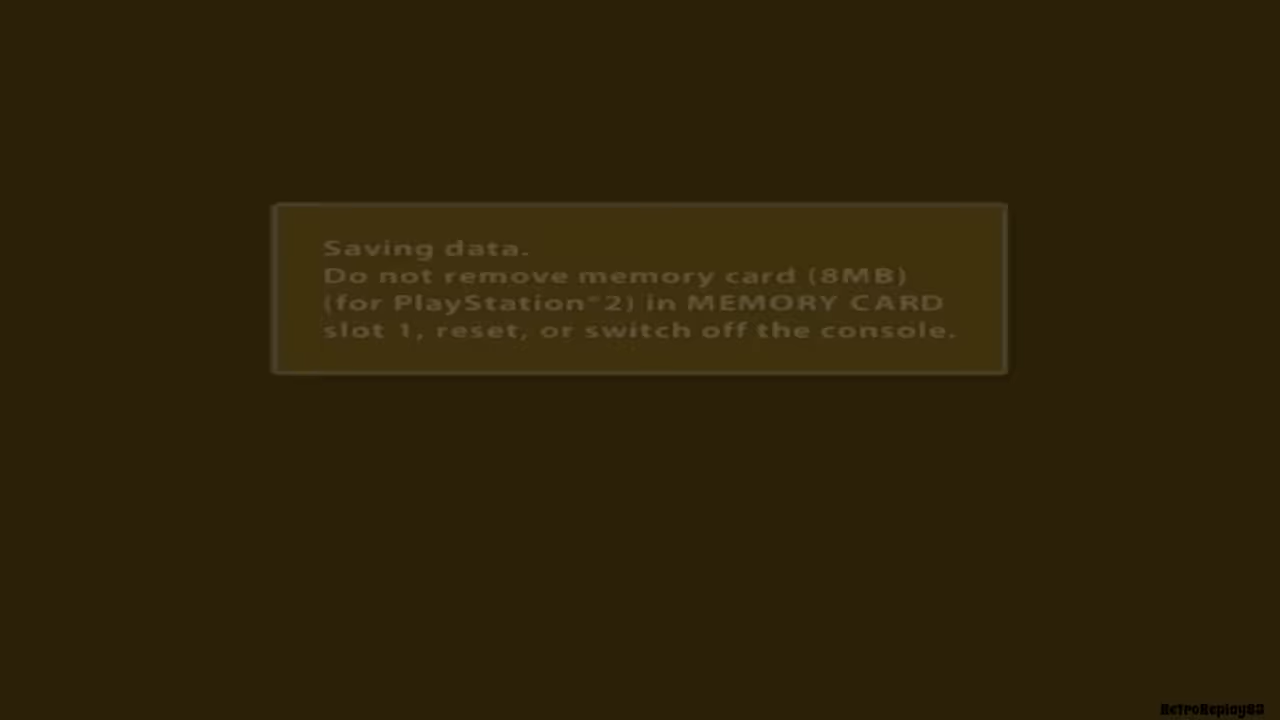 Saving data.
Do not remove memory card (8MB)
(for PlayStation®2) in MEMORY CARD
slot 1, reset, or switch off the console.
RetroReplay83